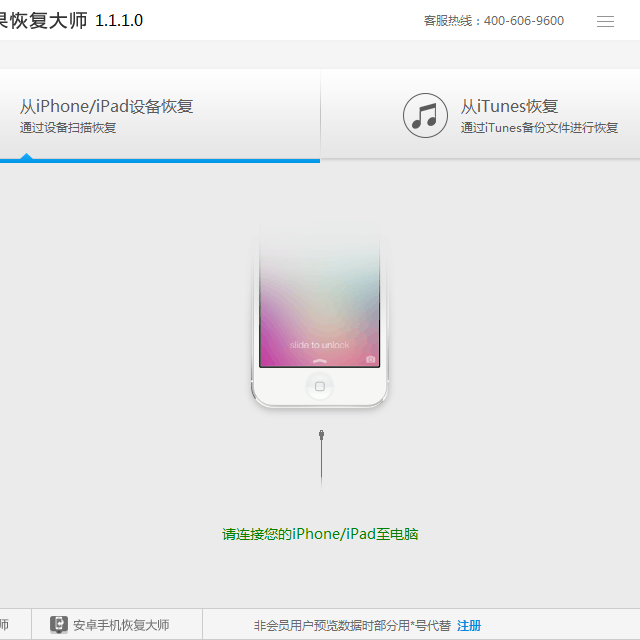 果恢复大师 1.1.1.0
客服热线：400-606-9600
从iPhone/iPad设备恢复
通过设备扫描恢复
从iTunes恢复
通过iTunes备份文件进行恢复
slide to unlock
请连接您的iPhone/iPad至电脑
师
安卓手机恢复大师
非会员用户预览数据时部分用*号代替 注册